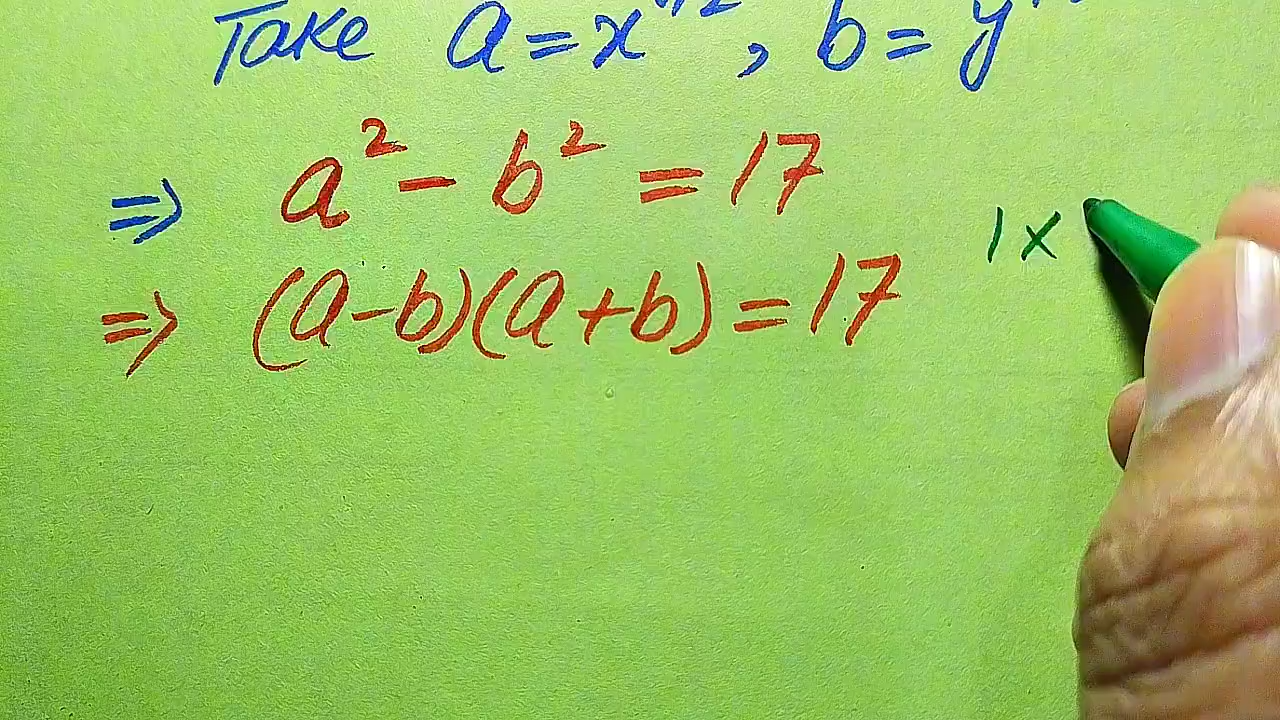 Take a = x^1/2, b = y
⇒ a² - b² = 17
1 ×
⇒ (a-b)(a+b) = 17